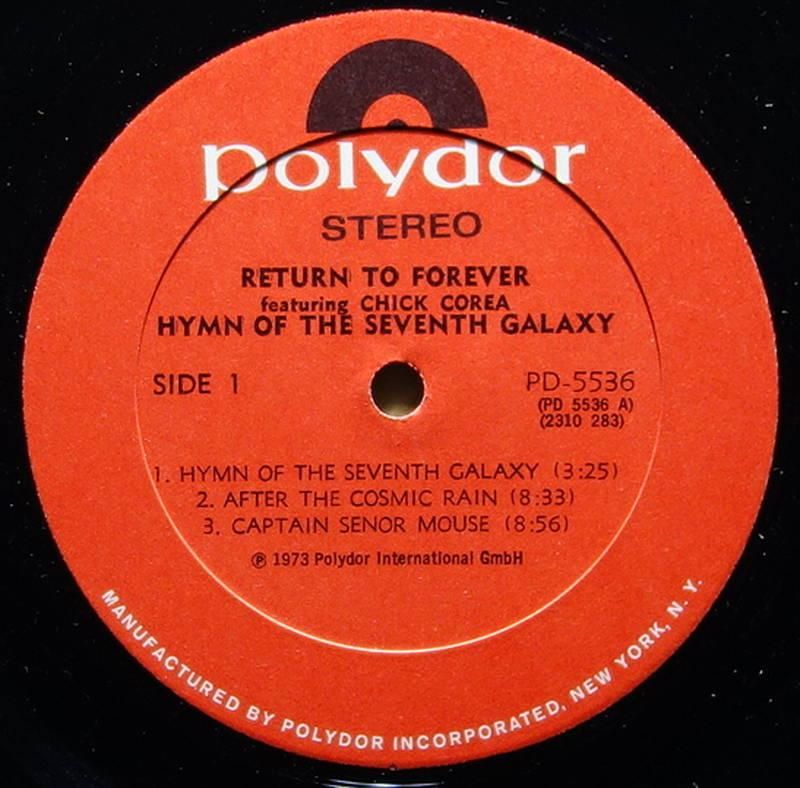 polydor
STEREO
RETURN TO FOREVER
featuring CHICK COREA
HYMN OF THE SEVENTH GALAXY
SIDE 1
PD-5536
(PD 5536 A)
(2310 283)
1. HYMN OF THE SEVENTH GALAXY (3:25)
2. AFTER THE COSMIC RAIN (8:33)
3. CAPTAIN SENOR MOUSE (8:56)
℗ 1973 Polydor International GmbH
MANUFACTURED BY POLYDOR INCORPORATED, NEW YORK, N.Y.